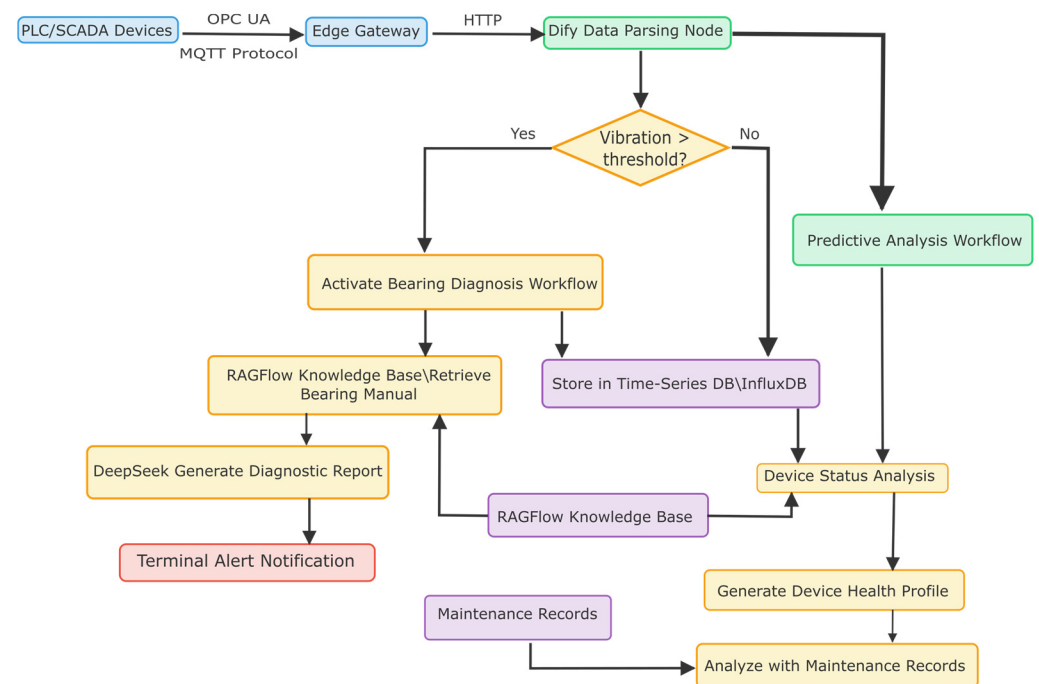 PLC/SCADA Devices
OPC UA
MQTT Protocol
Edge Gateway
HTTP
Dify Data Parsing Node
Vibration >
threshold?
Yes
No
Predictive Analysis Workflow
Activate Bearing Diagnosis Workflow
RAGFlow Knowledge Base\Retrieve
Bearing Manual
Store in Time-Series DB\InfluxDB
DeepSeek Generate Diagnostic Report
Device Status Analysis
RAGFlow Knowledge Base
Terminal Alert Notification
Generate Device Health Profile
Maintenance Records
Analyze with Maintenance Records